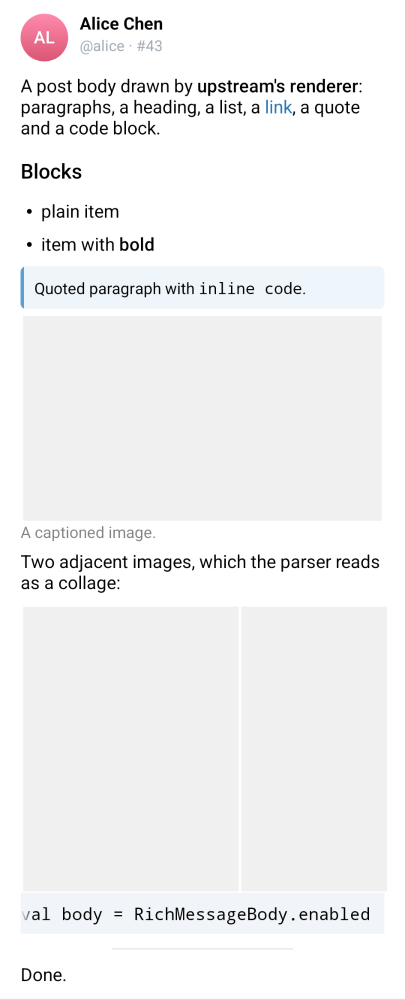 AL
Alice Chen
@alice · #43
A post body drawn by upstream's renderer:
paragraphs, a heading, a list, a link, a quote
and a code block.
Blocks
• plain item
• item with bold
Quoted paragraph with inline code.
A captioned image.
Two adjacent images, which the parser reads
as a collage:
val body = RichMessageBody.enabled
Done.